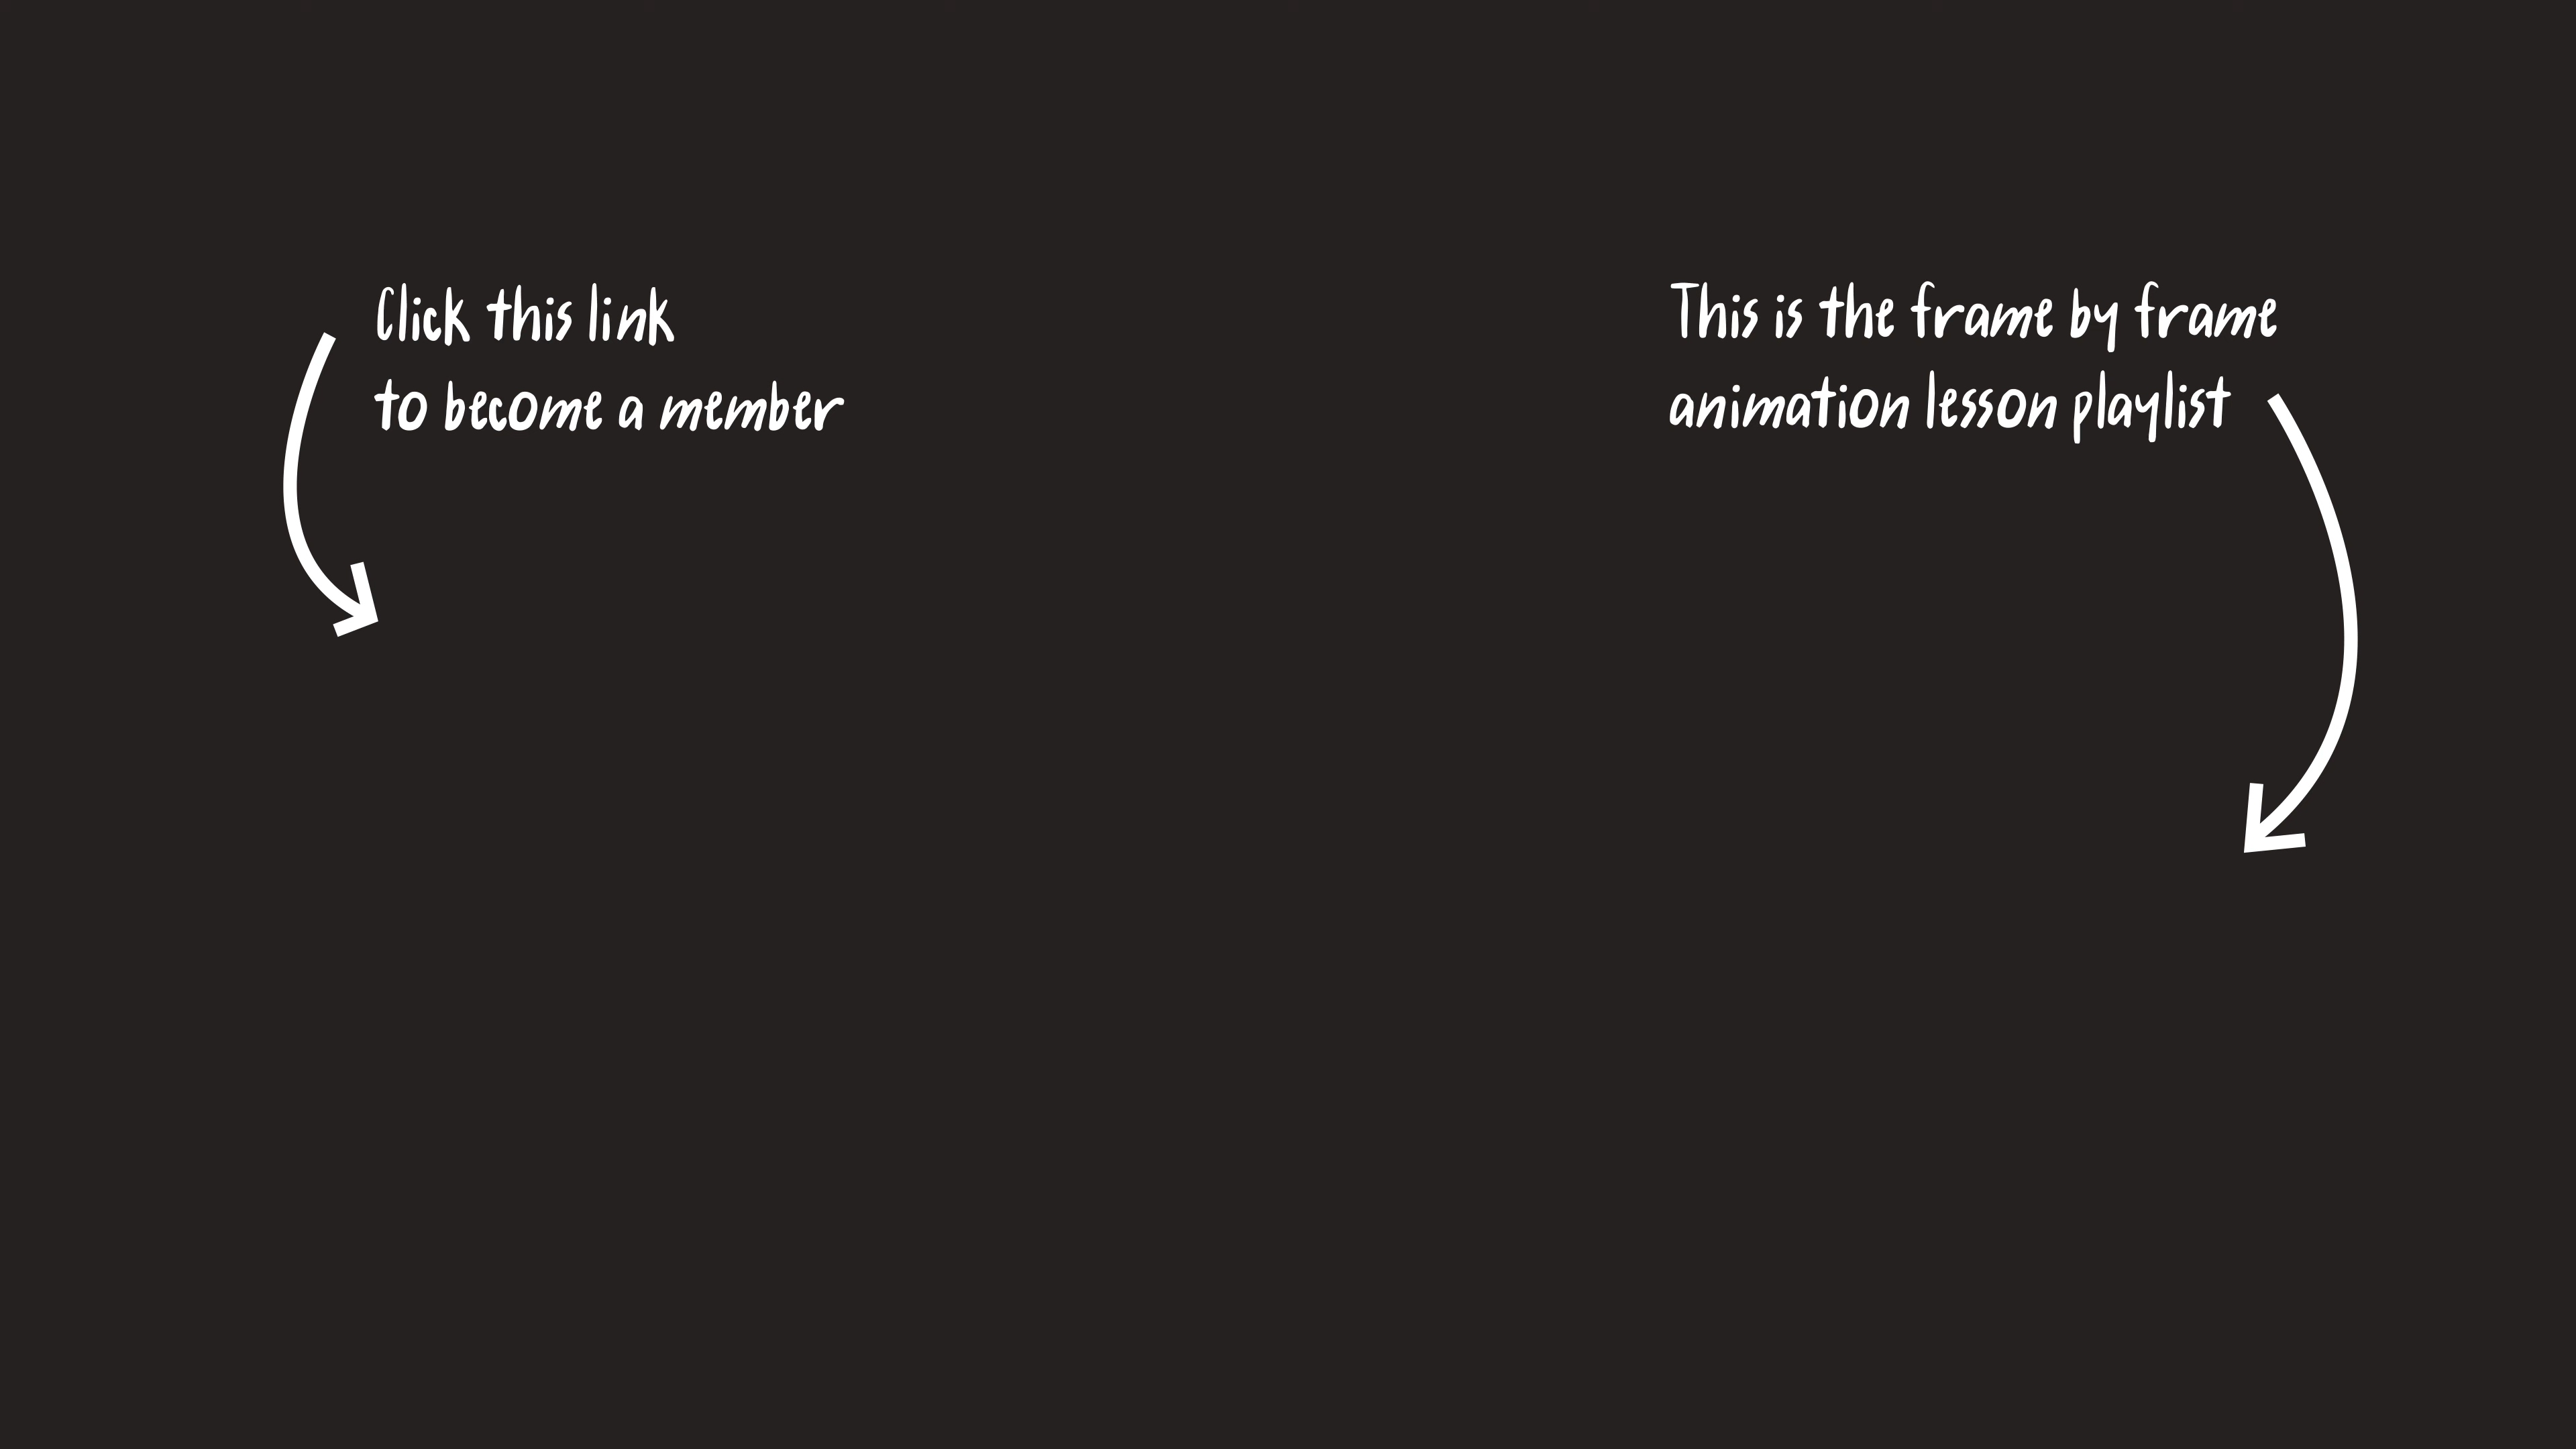 Click this link
to become a member
This is the frame by frame
animation lesson playlist